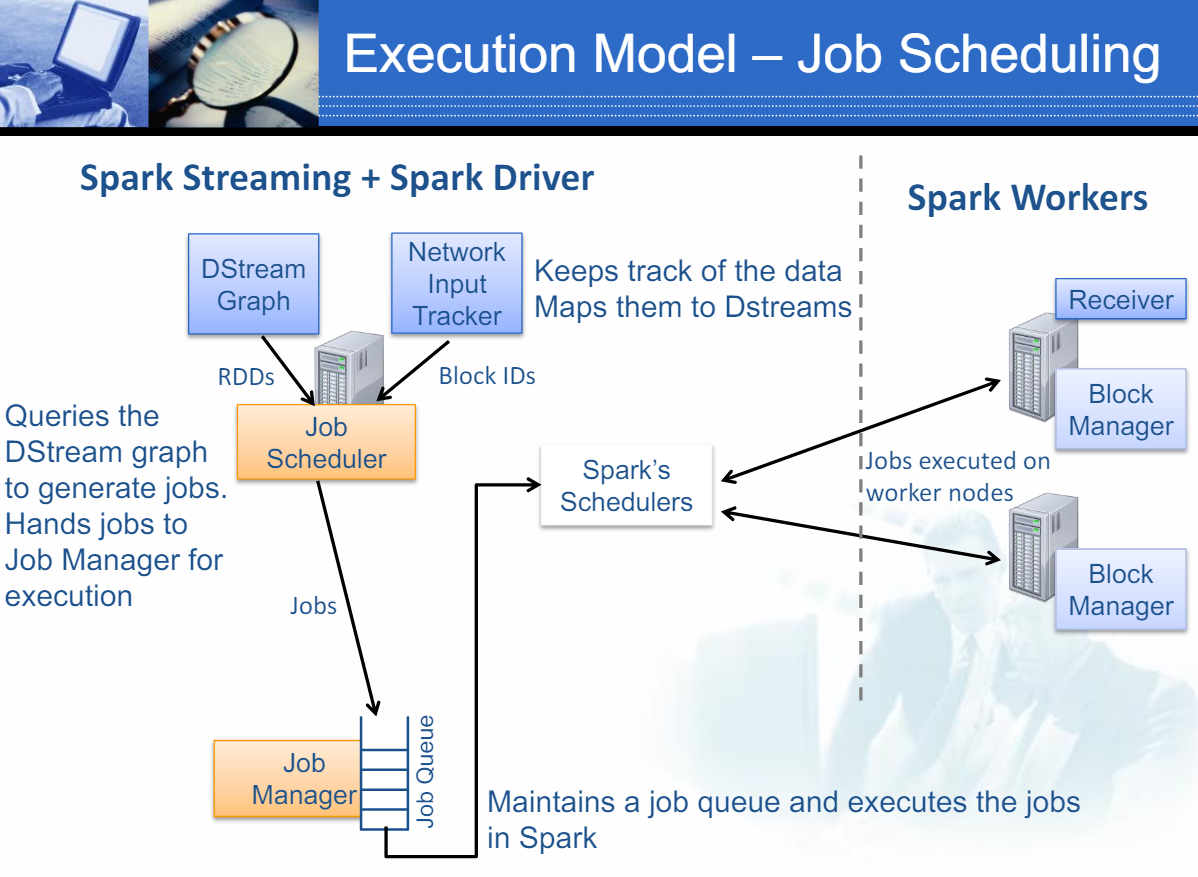 Execution Model – Job Scheduling
Spark Streaming + Spark Driver
Spark Workers
DStream
Graph
Network
Input
Tracker
Keeps track of the data
Maps them to Dstreams
Receiver
RDDs
Block IDs
Block
Manager
Queries the
DStream graph
to generate jobs.
Hands jobs to
Job Manager for
execution
Job
Scheduler
Spark's
Schedulers
Jobs executed on
worker nodes
Block
Manager
Jobs
Job
Manager
Job Queue
Maintains a job queue and executes the jobs
in Spark